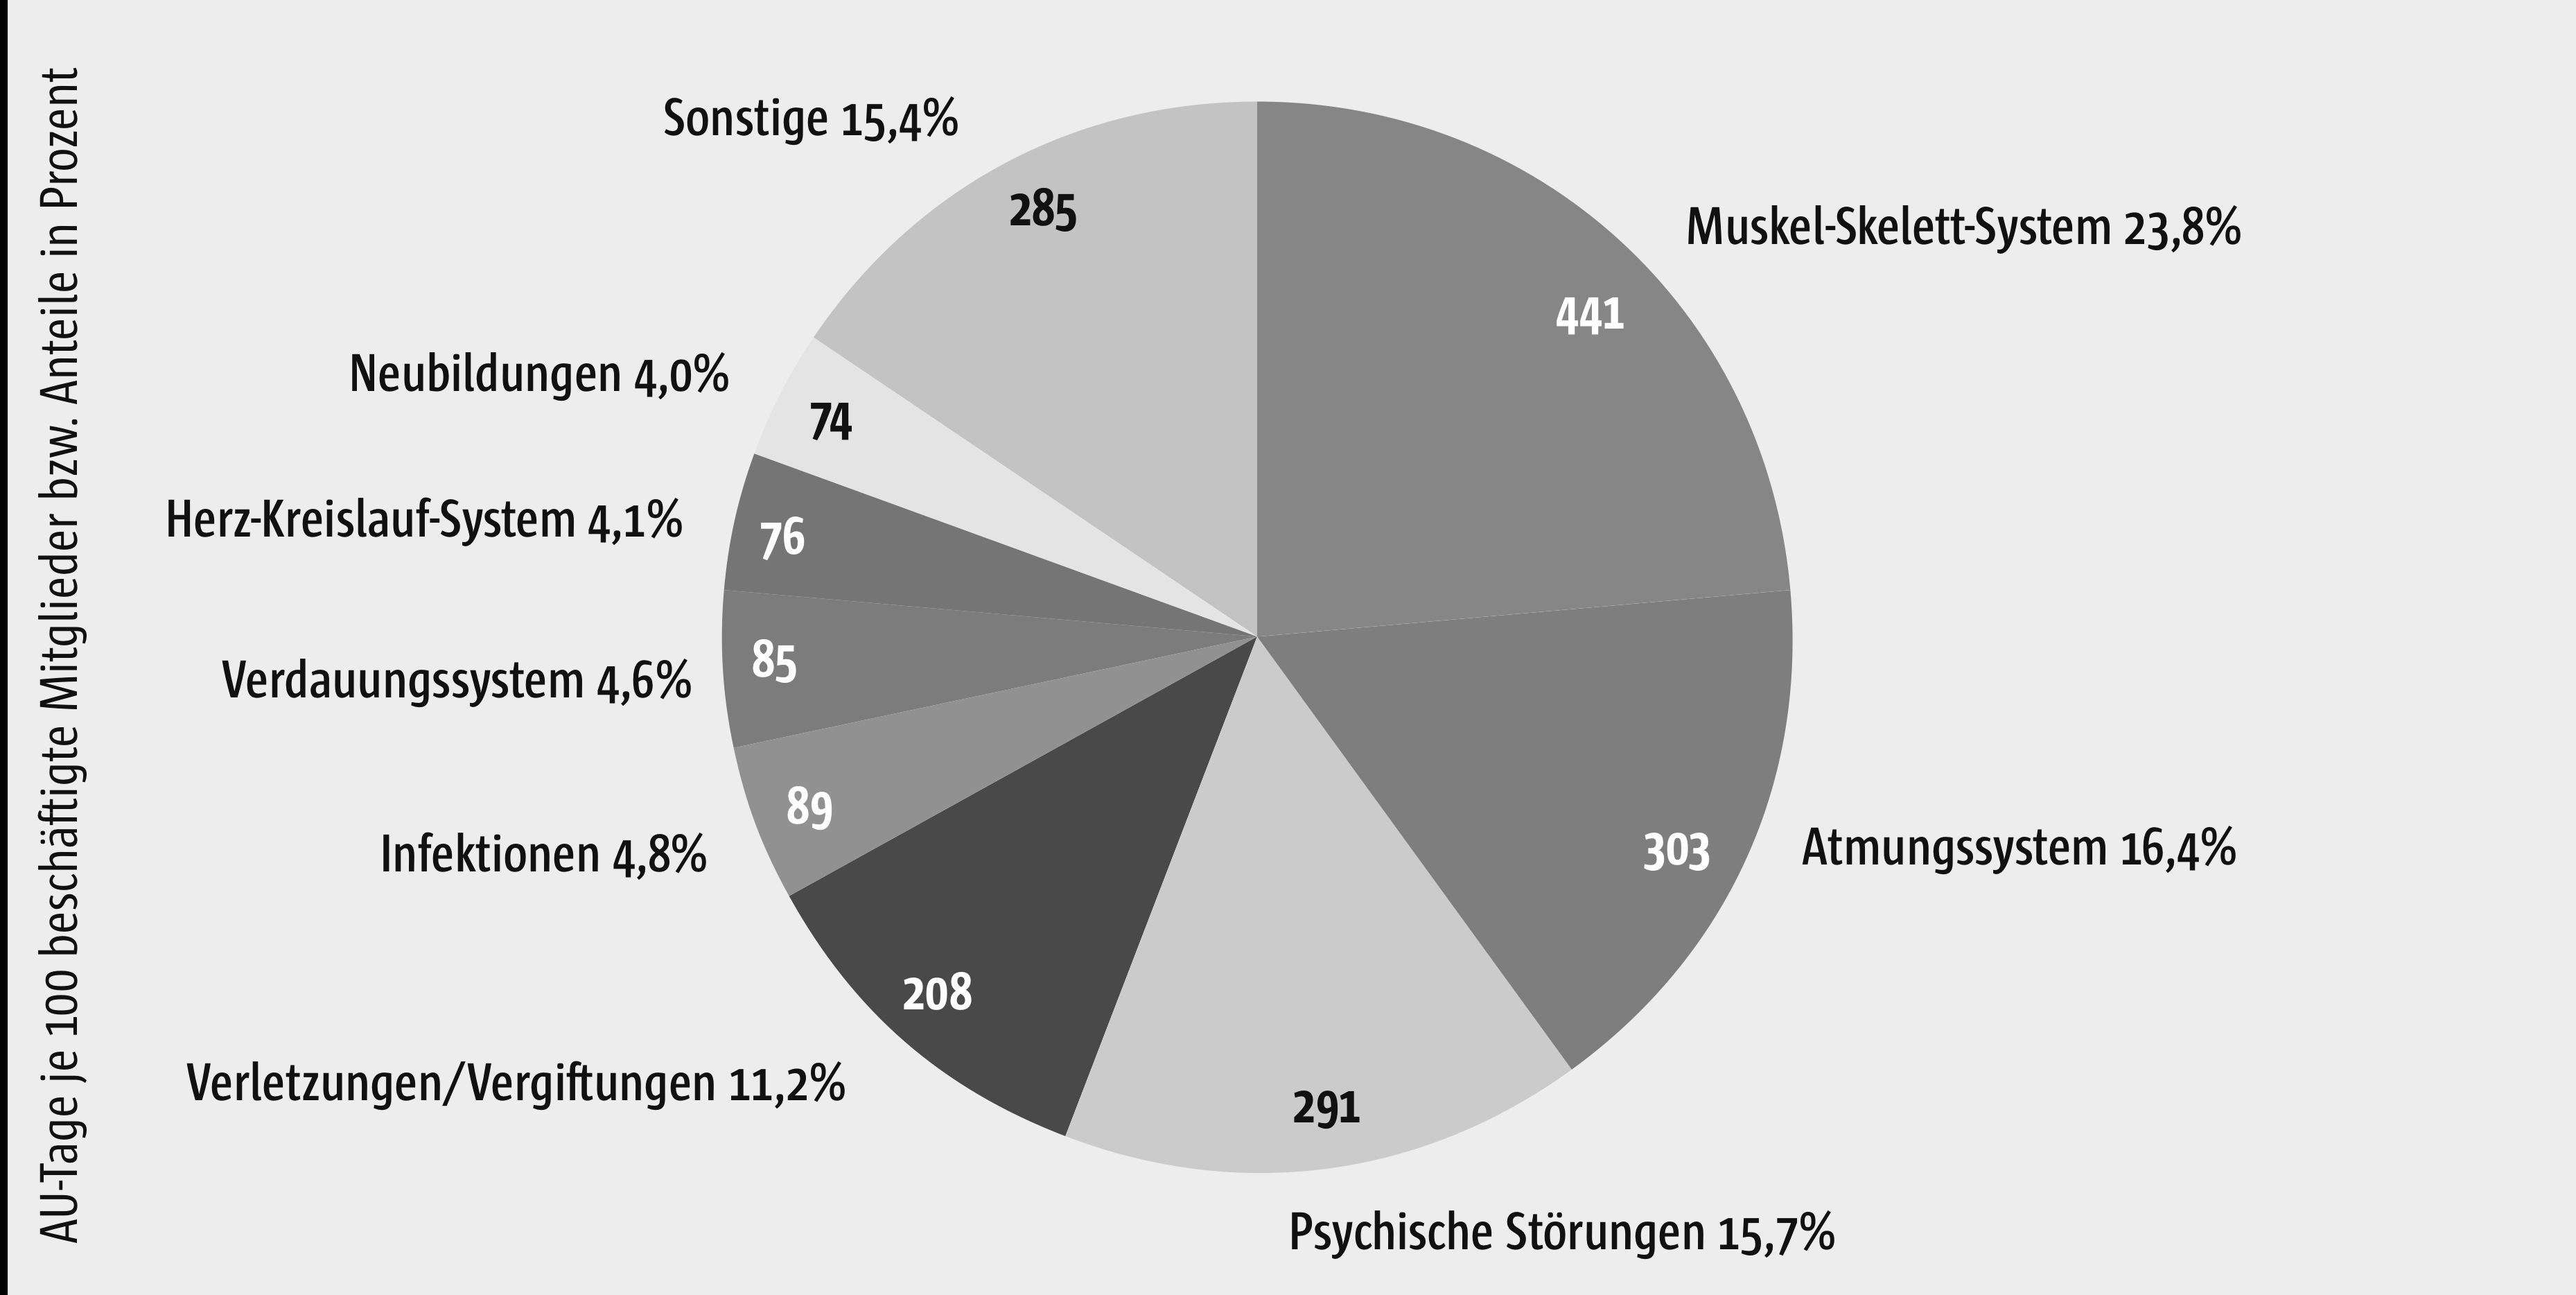 AU-Tage je 100 beschäftigte Mitglieder bzw. Anteile in Prozent
Sonstige 15,4%
285
Muskel-Skelett-System 23,8%
441
Neubildungen 4,0%
74
Herz-Kreislauf-System 4,1%
76
Verdauungssystem 4,6%
85
Infektionen 4,8%
89
303
Atmungssystem 16,4%
208
Verletzungen/Vergiftungen 11,2%
291
Psychische Störungen 15,7%